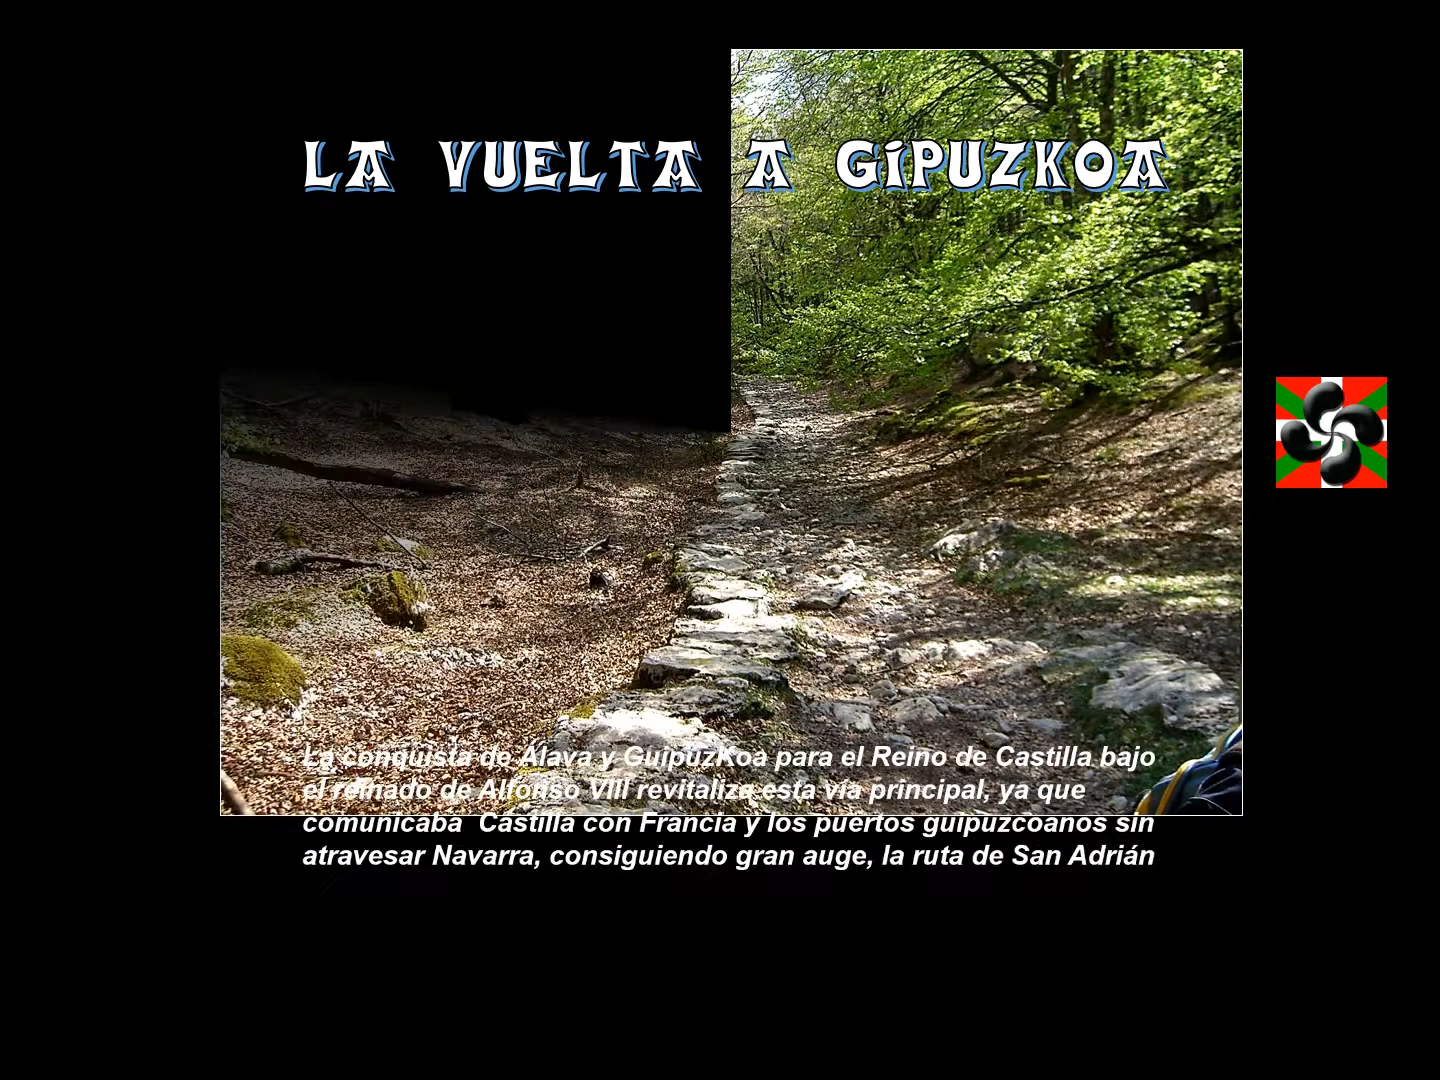 LA VUELTA A GiPUZKOA
La conquista de Alava y GuipuzKoa para el Reino de Castilla bajo
el reinado de Alfonso VIII revitaliza esta vía principal, ya que
comunicaba  Castilla con Francia y los puertos guipuzcoanos sin
atravesar Navarra, consiguiendo gran auge, la ruta de San Adrián